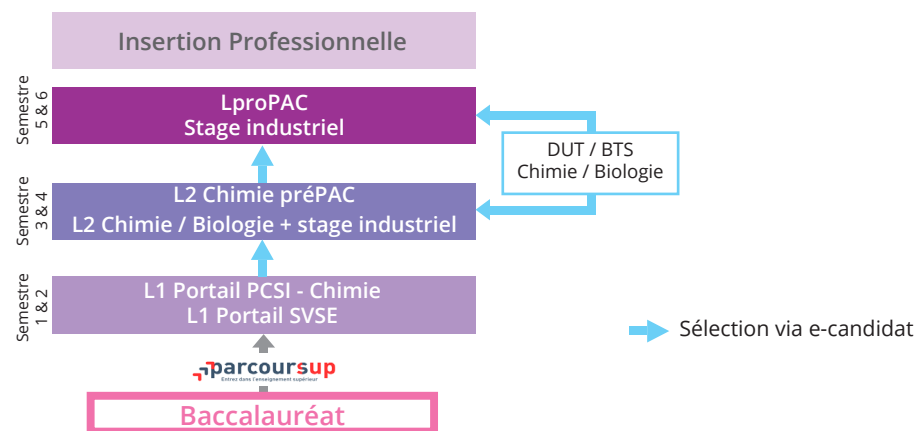 Insertion Professionnelle
Semestre
5 & 6
LproPAC
Stage industriel
DUT / BTS
Chimie / Biologie
Semestre
3 & 4
L2 Chimie préPAC
L2 Chimie / Biologie + stage industriel
Semestre
1 & 2
L1 Portail PCSI - Chimie
L1 Portail SVSE
Sélection via e-candidat
parcoursup
Entrez dans l'enseignement supérieur
Baccalauréat